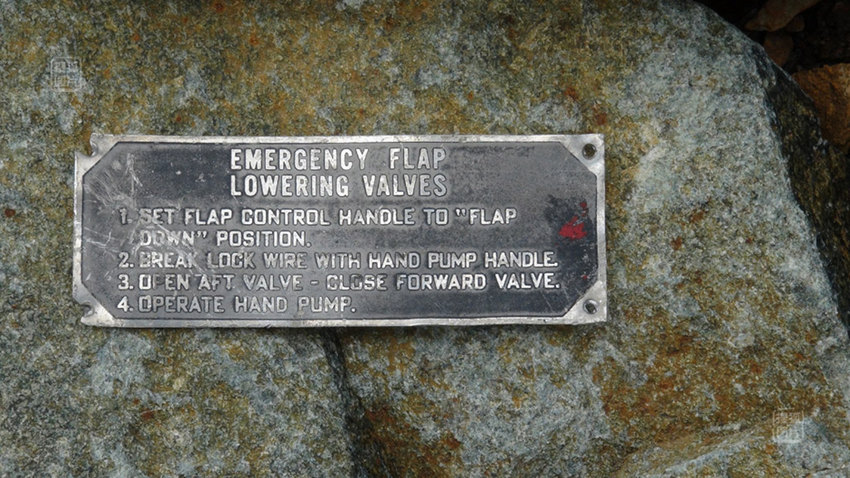 EMERGENCY FLAP
LOWERING VALVES
1. SET FLAP CONTROL HANDLE TO "FLAP
DOWN" POSITION.
2. BREAK LOCK WIRE WITH HAND PUMP HANDLE.
3. OPEN AFT VALVE - CLOSE FORWARD VALVE.
4. OPERATE HAND PUMP.